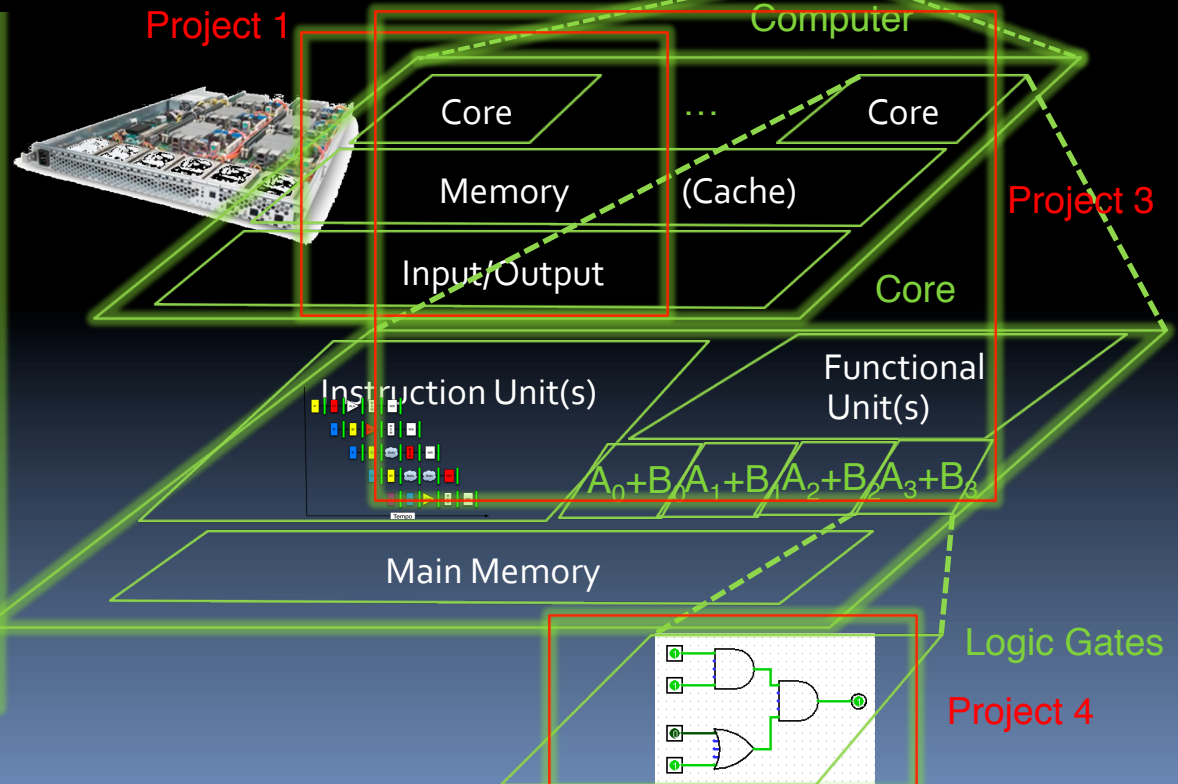 Computer
Project 1
Core
…
Core
Memory (Cache)
Project 3
Input/Output
Core
Functional
Unit(s)
Instruction Unit(s)
A₀+B₀ A₁+B₁ A₂+B₂ A₃+B₃
Tempo
Main Memory
Logic Gates
Project 4